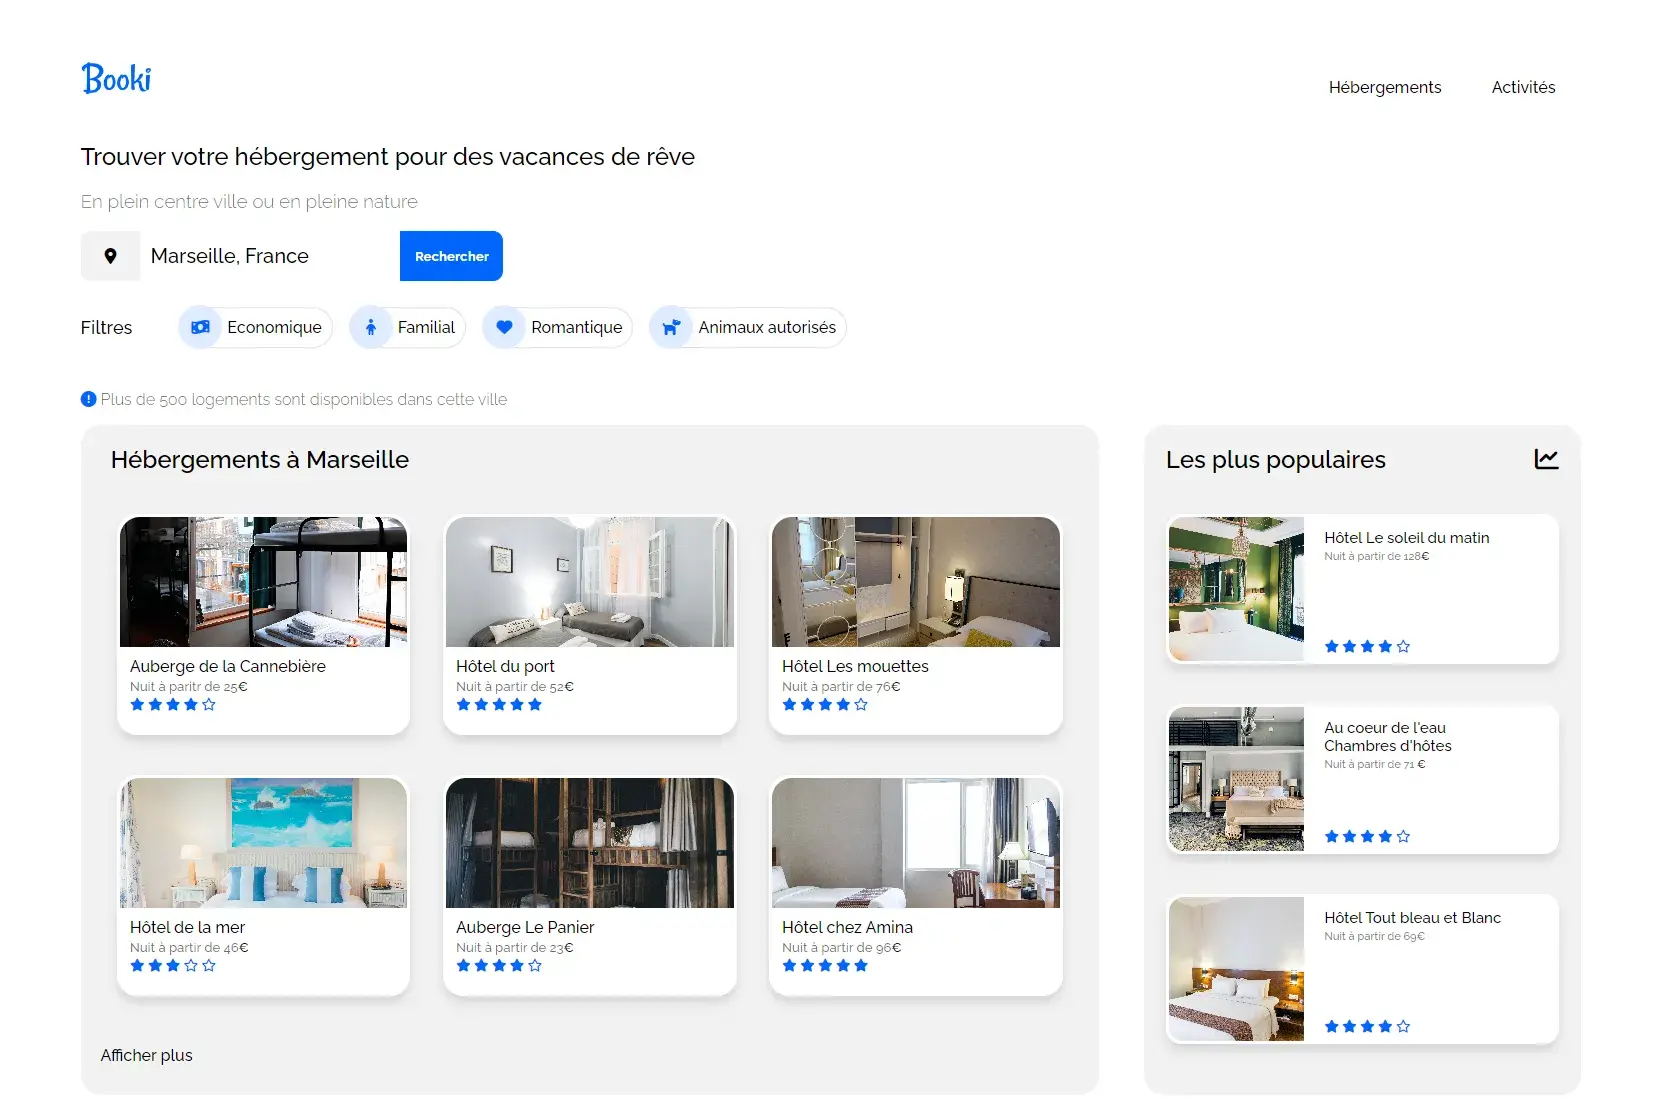 Booki
Hébergements
Activités
Trouver votre hébergement pour des vacances de rêve
En plein centre ville ou en pleine nature
Marseille, France
Rechercher
Filtres
Economique
Familial
Romantique
Animaux autorisés
Plus de 500 logements sont disponibles dans cette ville
Hébergements à Marseille
Auberge de la Cannebière
Nuit à paritr de 25€
Hôtel du port
Nuit à partir de 52€
Hôtel Les mouettes
Nuit à partir de 76€
Hôtel de la mer
Nuit à partir de 46€
Auberge Le Panier
Nuit à partir de 23€
Hôtel chez Amina
Nuit à partir de 96€
Afficher plus
Les plus populaires
Hôtel Le soleil du matin
Nuit à partir de 128€
Au coeur de l'eau
Chambres d'hôtes
Nuit à partir de 71 €
Hôtel Tout bleau et Blanc
Nuit à partir de 69€